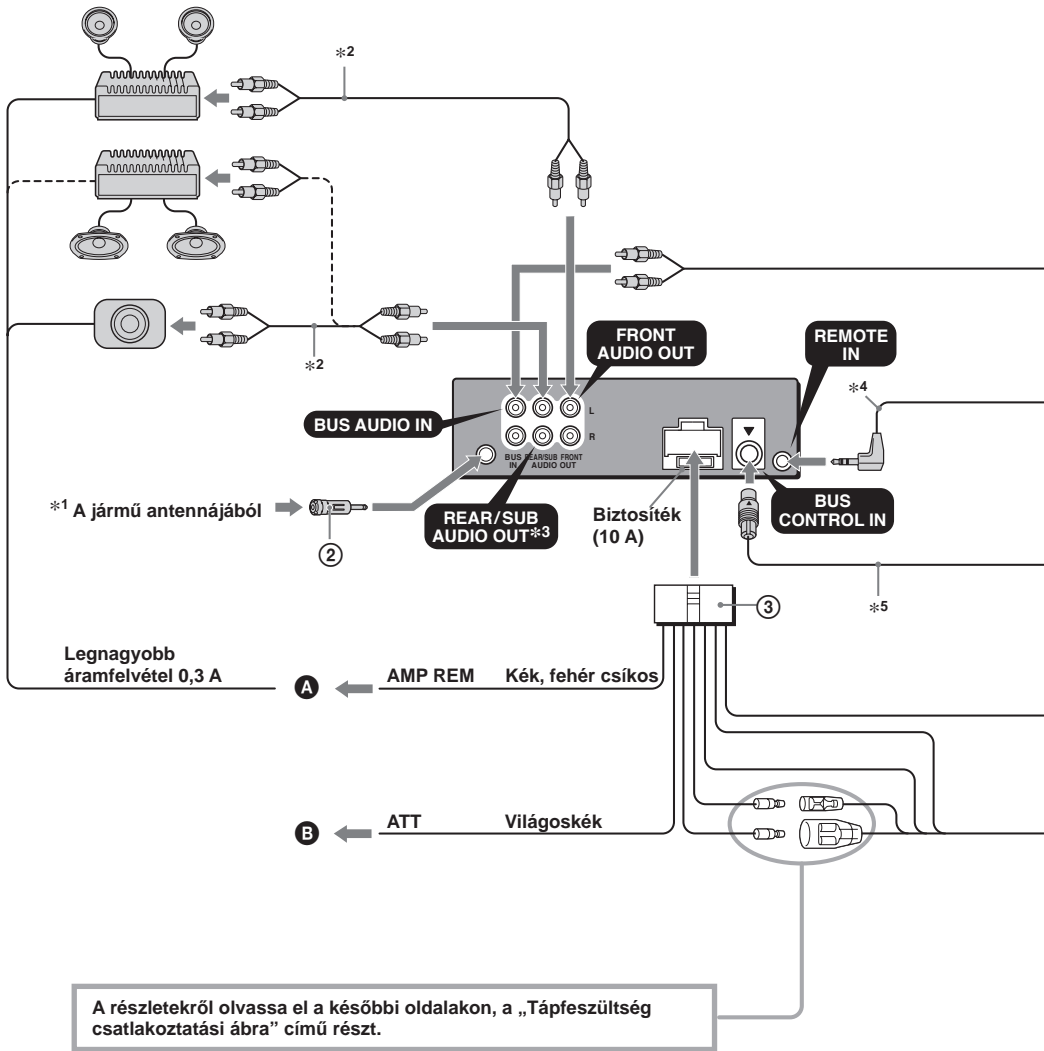 *2
*2
FRONT
AUDIO OUT
REMOTE
IN
*4
BUS AUDIO IN
L
R
BUS REAR/SUB FRONT
IN AUDIO OUT
*1 A jármű antennájából
②
REAR/SUB
AUDIO OUT*3
Biztosíték
(10 A)
BUS
CONTROL IN
*5
③
Legnagyobb
áramfelvétel 0,3 A
A
AMP REM Kék, fehér csíkos
B
ATT Világoskék
A részletekről olvassa el a későbbi oldalakon, a „Tápfeszültség
csatlakoztatási ábra” című részt.